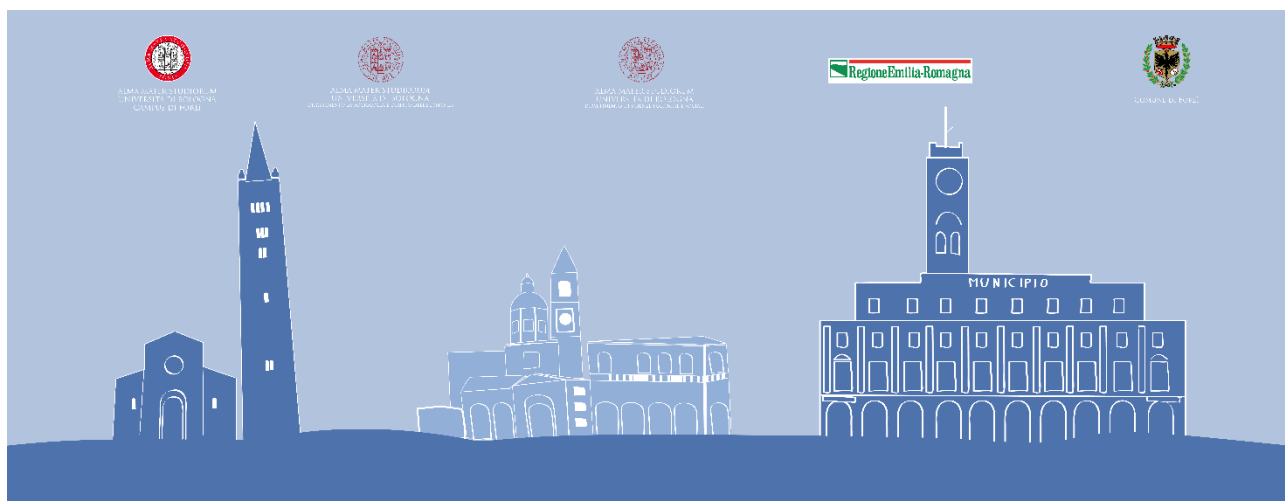 ALMA MATER STUDIORUM
UNIVERSITÀ DI BOLOGNA
CAMPUS DI FORLÌ
ALMA MATER STUDIORUM
UNIVERSITÀ DI BOLOGNA
ALMA MATER STUDIORUM
UNIVERSITÀ DI BOLOGNA
RegioneEmilia-Romagna
COMUNE DI FORLÌ
MUNICIPIO